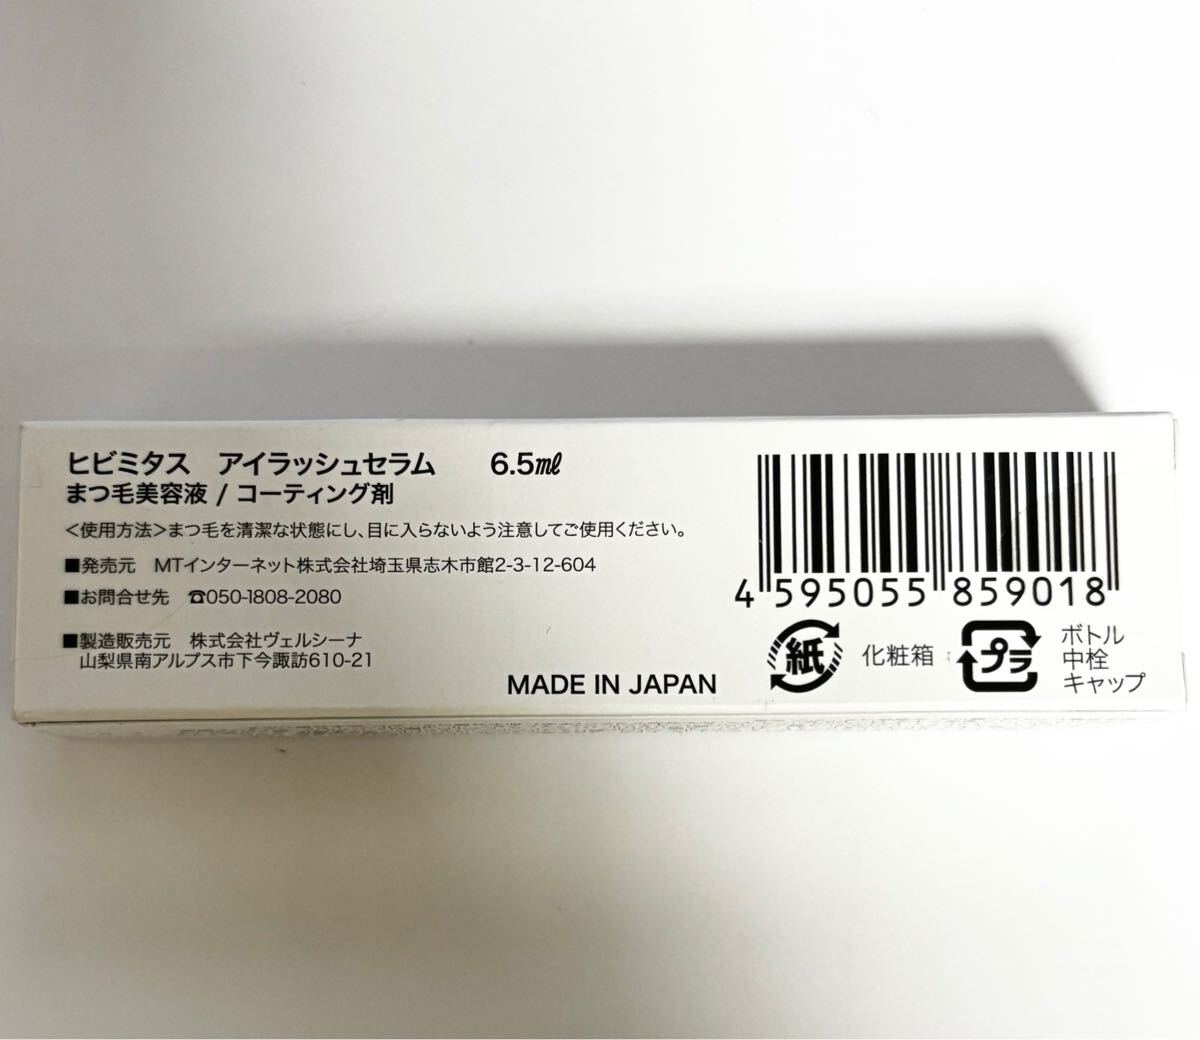 ヒビミタス　アイラッシュセラム　6.5㎖
まつ毛美容液 / コーティング剤
＜使用方法＞まつ毛を清潔な状態にし、目に入らないよう注意してご使用ください。
■発売元　MTインターネット株式会社埼玉県志木市館2-3-12-604
■お問合せ先　☎050-1808-2080
■製造販売元　株式会社ヴェルシーナ
山梨県南アルプス市下今諏訪610-21
MADE IN JAPAN
4 595055 859018
紙 化粧箱
プラ ボトル
中栓
キャップ